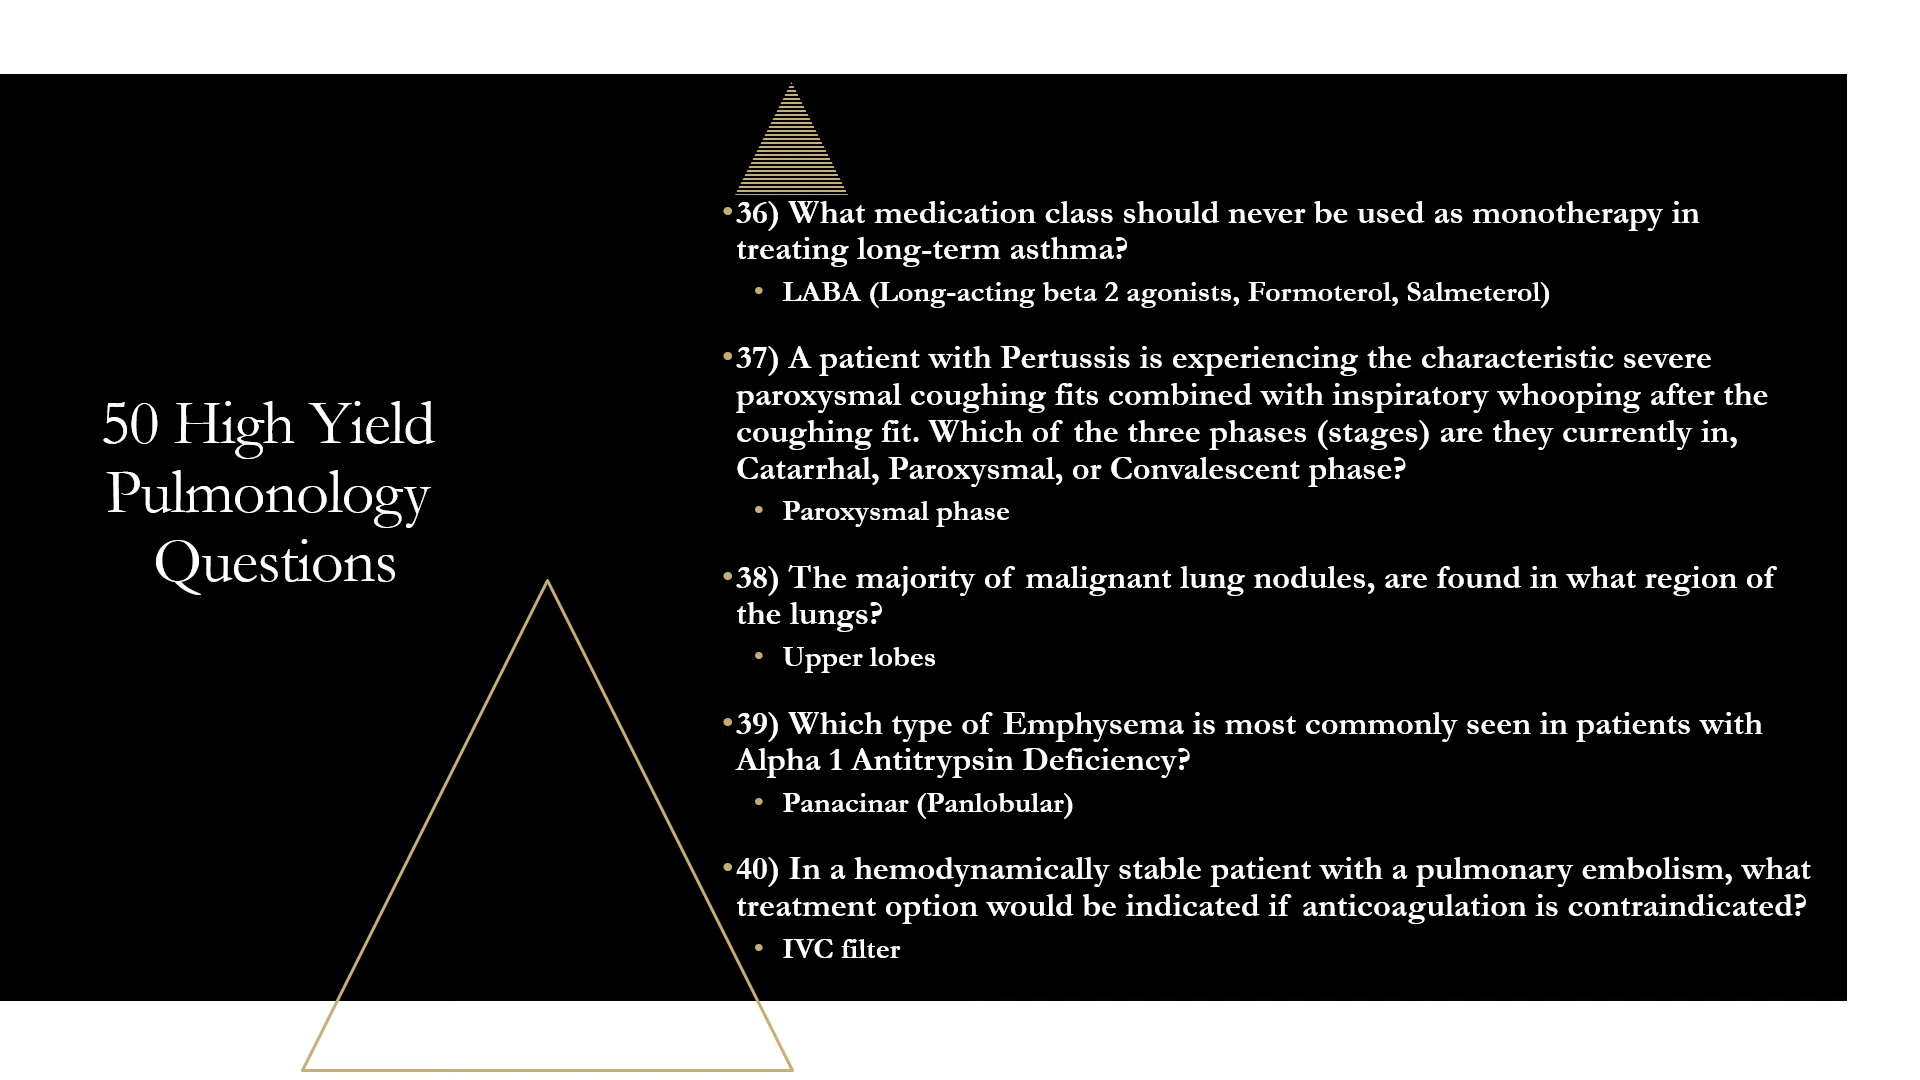 50 High Yield
Pulmonology
Questions
•36) What medication class should never be used as monotherapy in
treating long-term asthma?
• LABA (Long-acting beta 2 agonists, Formoterol, Salmeterol)
•37) A patient with Pertussis is experiencing the characteristic severe
paroxysmal coughing fits combined with inspiratory whooping after the
coughing fit. Which of the three phases (stages) are they currently in,
Catarrhal, Paroxysmal, or Convalescent phase?
• Paroxysmal phase
•38) The majority of malignant lung nodules, are found in what region of
the lungs?
• Upper lobes
•39) Which type of Emphysema is most commonly seen in patients with
Alpha 1 Antitrypsin Deficiency?
• Panacinar (Panlobular)
•40) In a hemodynamically stable patient with a pulmonary embolism, what
treatment option would be indicated if anticoagulation is contraindicated?
• IVC filter